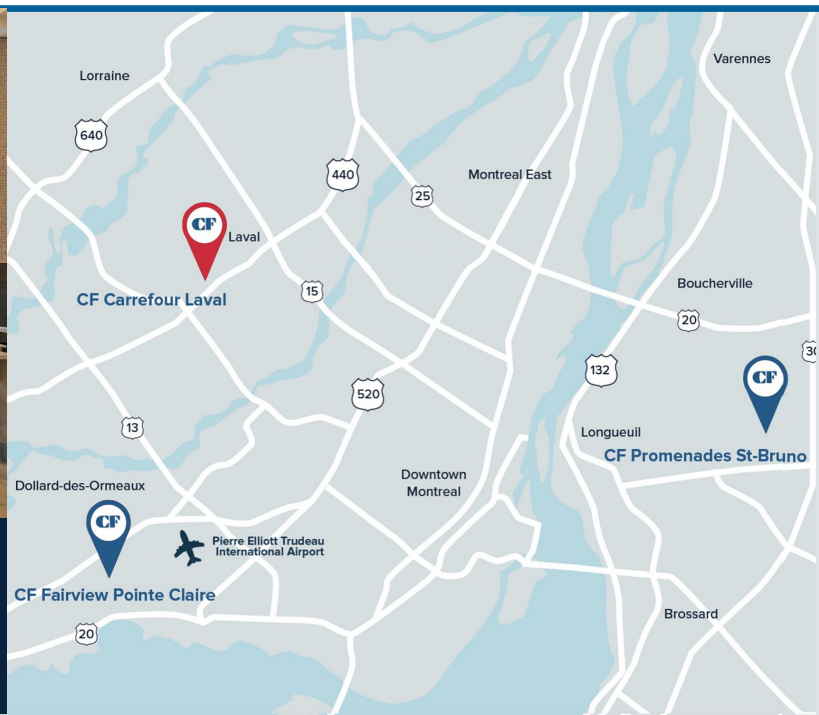 Varennes
Lorraine
640
440
Montreal East
25
CF
Laval
Boucherville
CF Carrefour Laval
15
20
30
132
CF
520
13
Longueuil
CF Promenades St-Bruno
Downtown
Montreal
Dollard-des-Ormeaux
CF
Pierre Elliott Trudeau
International Airport
CF Fairview Pointe Claire
Brossard
20